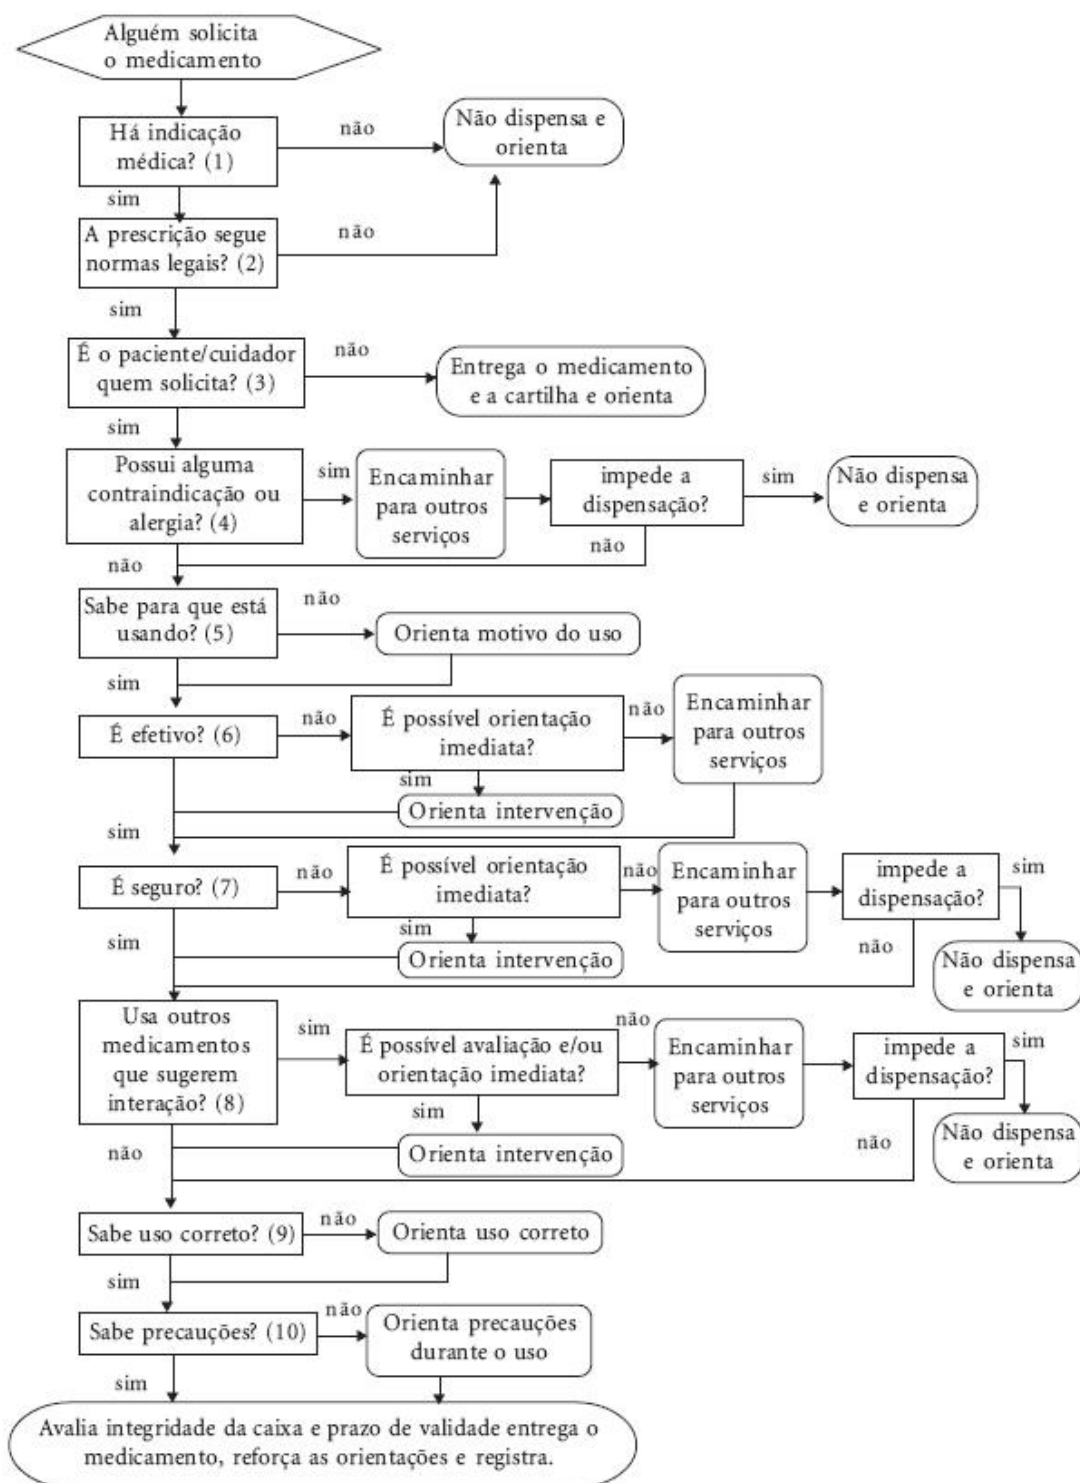 Alguém solicita
o medicamento
Há indicação
médica? (1)
não
Não dispensa e
orienta
sim
A prescrição segue
normas legais? (2)
não
sim
É o paciente/cuidador
quem solicita? (3)
não
Entrega o medicamento
e a cartilha e orienta
sim
Possui alguma
contraindicação ou
alergia? (4)
sim
Encaminhar
para outros
serviços
impede a
dispensação?
sim
Não dispensa
e orienta
não
não
Sabe para que está
usando? (5)
não
Orienta motivo do uso
sim
É efetivo? (6)
não
É possível orientação
imediata?
não
Encaminhar
para outros
serviços
sim
Orienta intervenção
sim
É seguro? (7)
não
É possível orientação
imediata?
não
Encaminhar
para outros
serviços
impede a
dispensação?
sim
Não dispensa
e orienta
não
sim
Orienta intervenção
sim
Usa outros
medicamentos
que sugerem
interação? (8)
sim
É possível avaliação e/ou
orientação imediata?
não
Encaminhar
para outros
serviços
impede a
dispensação?
sim
Não dispensa
e orienta
não
sim
Orienta intervenção
não
Sabe uso correto? (9)
não
Orienta uso correto
sim
Sabe precauções? (10)
não
Orienta precauções
durante o uso
sim
Avalia integridade da caixa e prazo de validade entrega o
medicamento, reforça as orientações e registra.